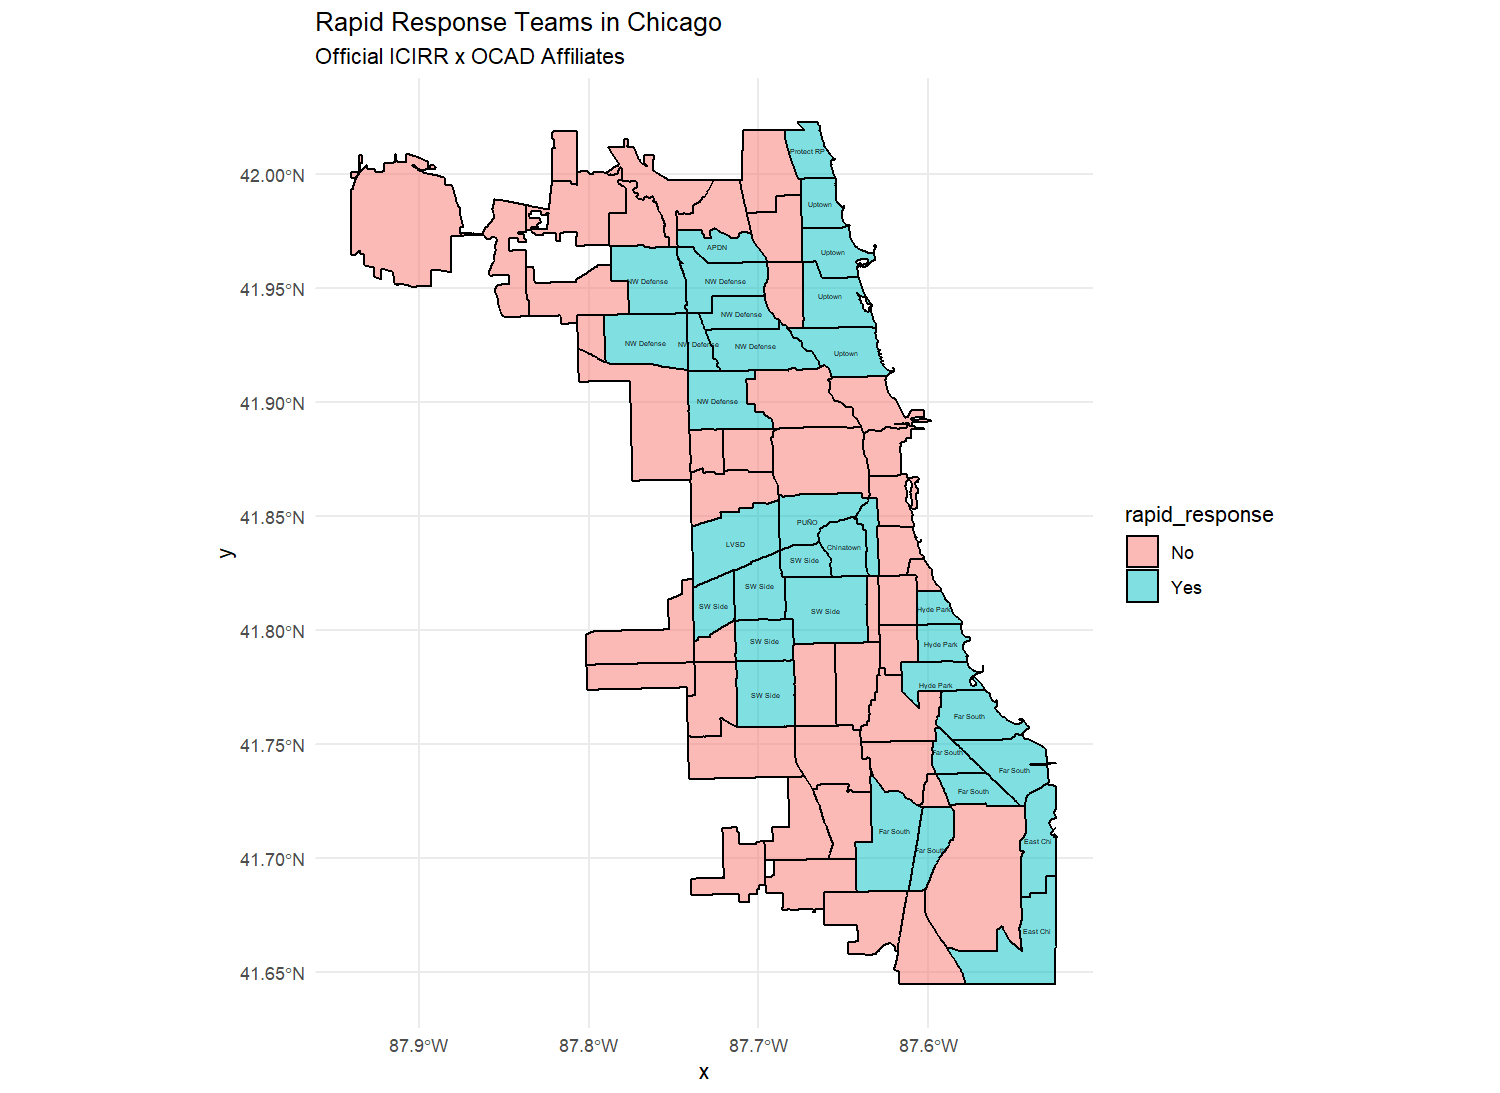 Rapid Response Teams in Chicago
Official ICIRR x OCAD Affiliates
42.00°N
41.95°N
41.90°N
41.85°N
41.80°N
41.75°N
41.70°N
41.65°N
y
Protect RP
Uptown
APDN
Uptown
NW Defense
NW Defense
Uptown
NW Defense
NW Defense
NW Defense
NW Defense
Uptown
NW Defense
PUÑO
LVSD
Chinatown
SW Side
SW Side
SW Side
SW Side
Hyde Park
SW Side
Hyde Park
SW Side
Hyde Park
Far South
Far South
Far South
Far South
Far South
Far South
East Chi
East Chi
87.9°W
87.8°W
87.7°W
87.6°W
x
rapid_response
No
Yes